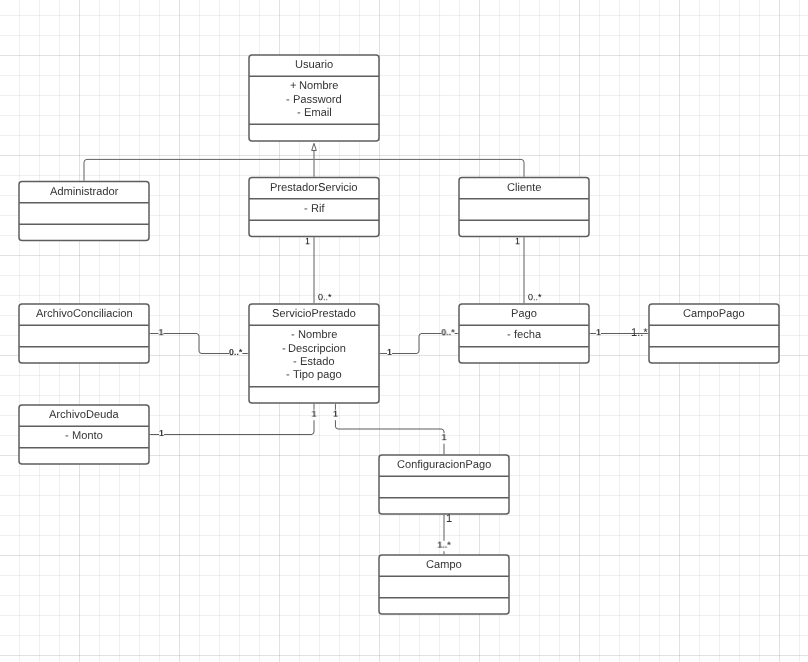 Usuario
+ Nombre
- Password
- Email
Administrador
PrestadorServicio
- Rif
Cliente
1
1
0..*
0..*
ArchivoConciliacion
1
0..*
ServicioPrestado
- Nombre
- Descripcion
- Estado
- Tipo pago
1
0..*
Pago
- fecha
1
1..*
CampoPago
ArchivoDeuda
- Monto
1
1
1
1
ConfiguracionPago
1
1..*
Campo